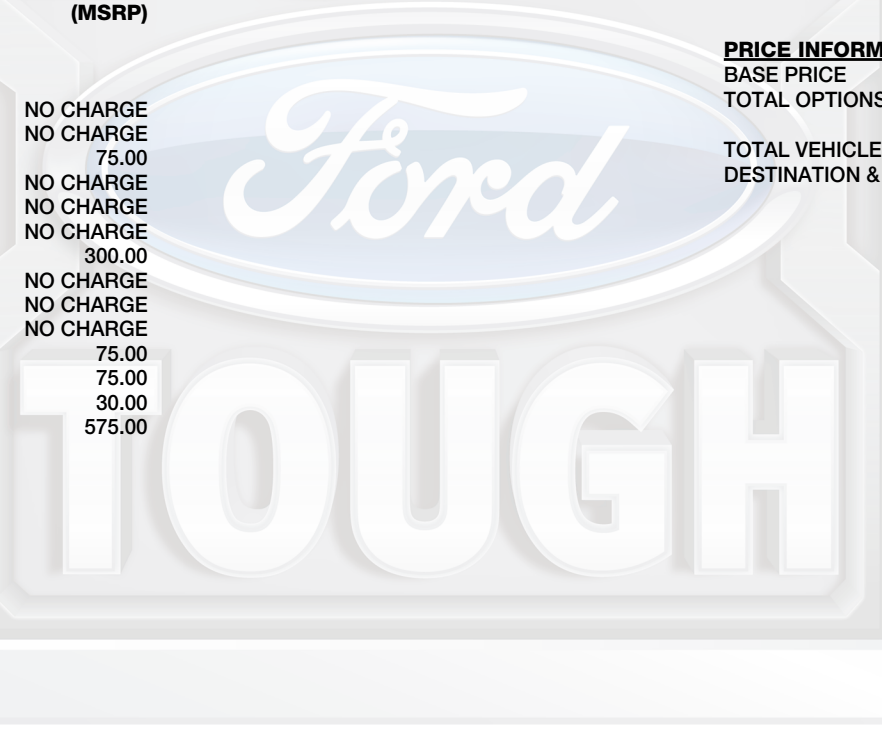 (MSRP)
NO CHARGE
NO CHARGE
75.00
NO CHARGE
NO CHARGE
NO CHARGE
300.00
NO CHARGE
NO CHARGE
NO CHARGE
75.00
75.00
30.00
575.00
PRICE INFORM
BASE PRICE
TOTAL OPTIONS
TOTAL VEHICLE
DESTINATION &
Ford
TOUGH